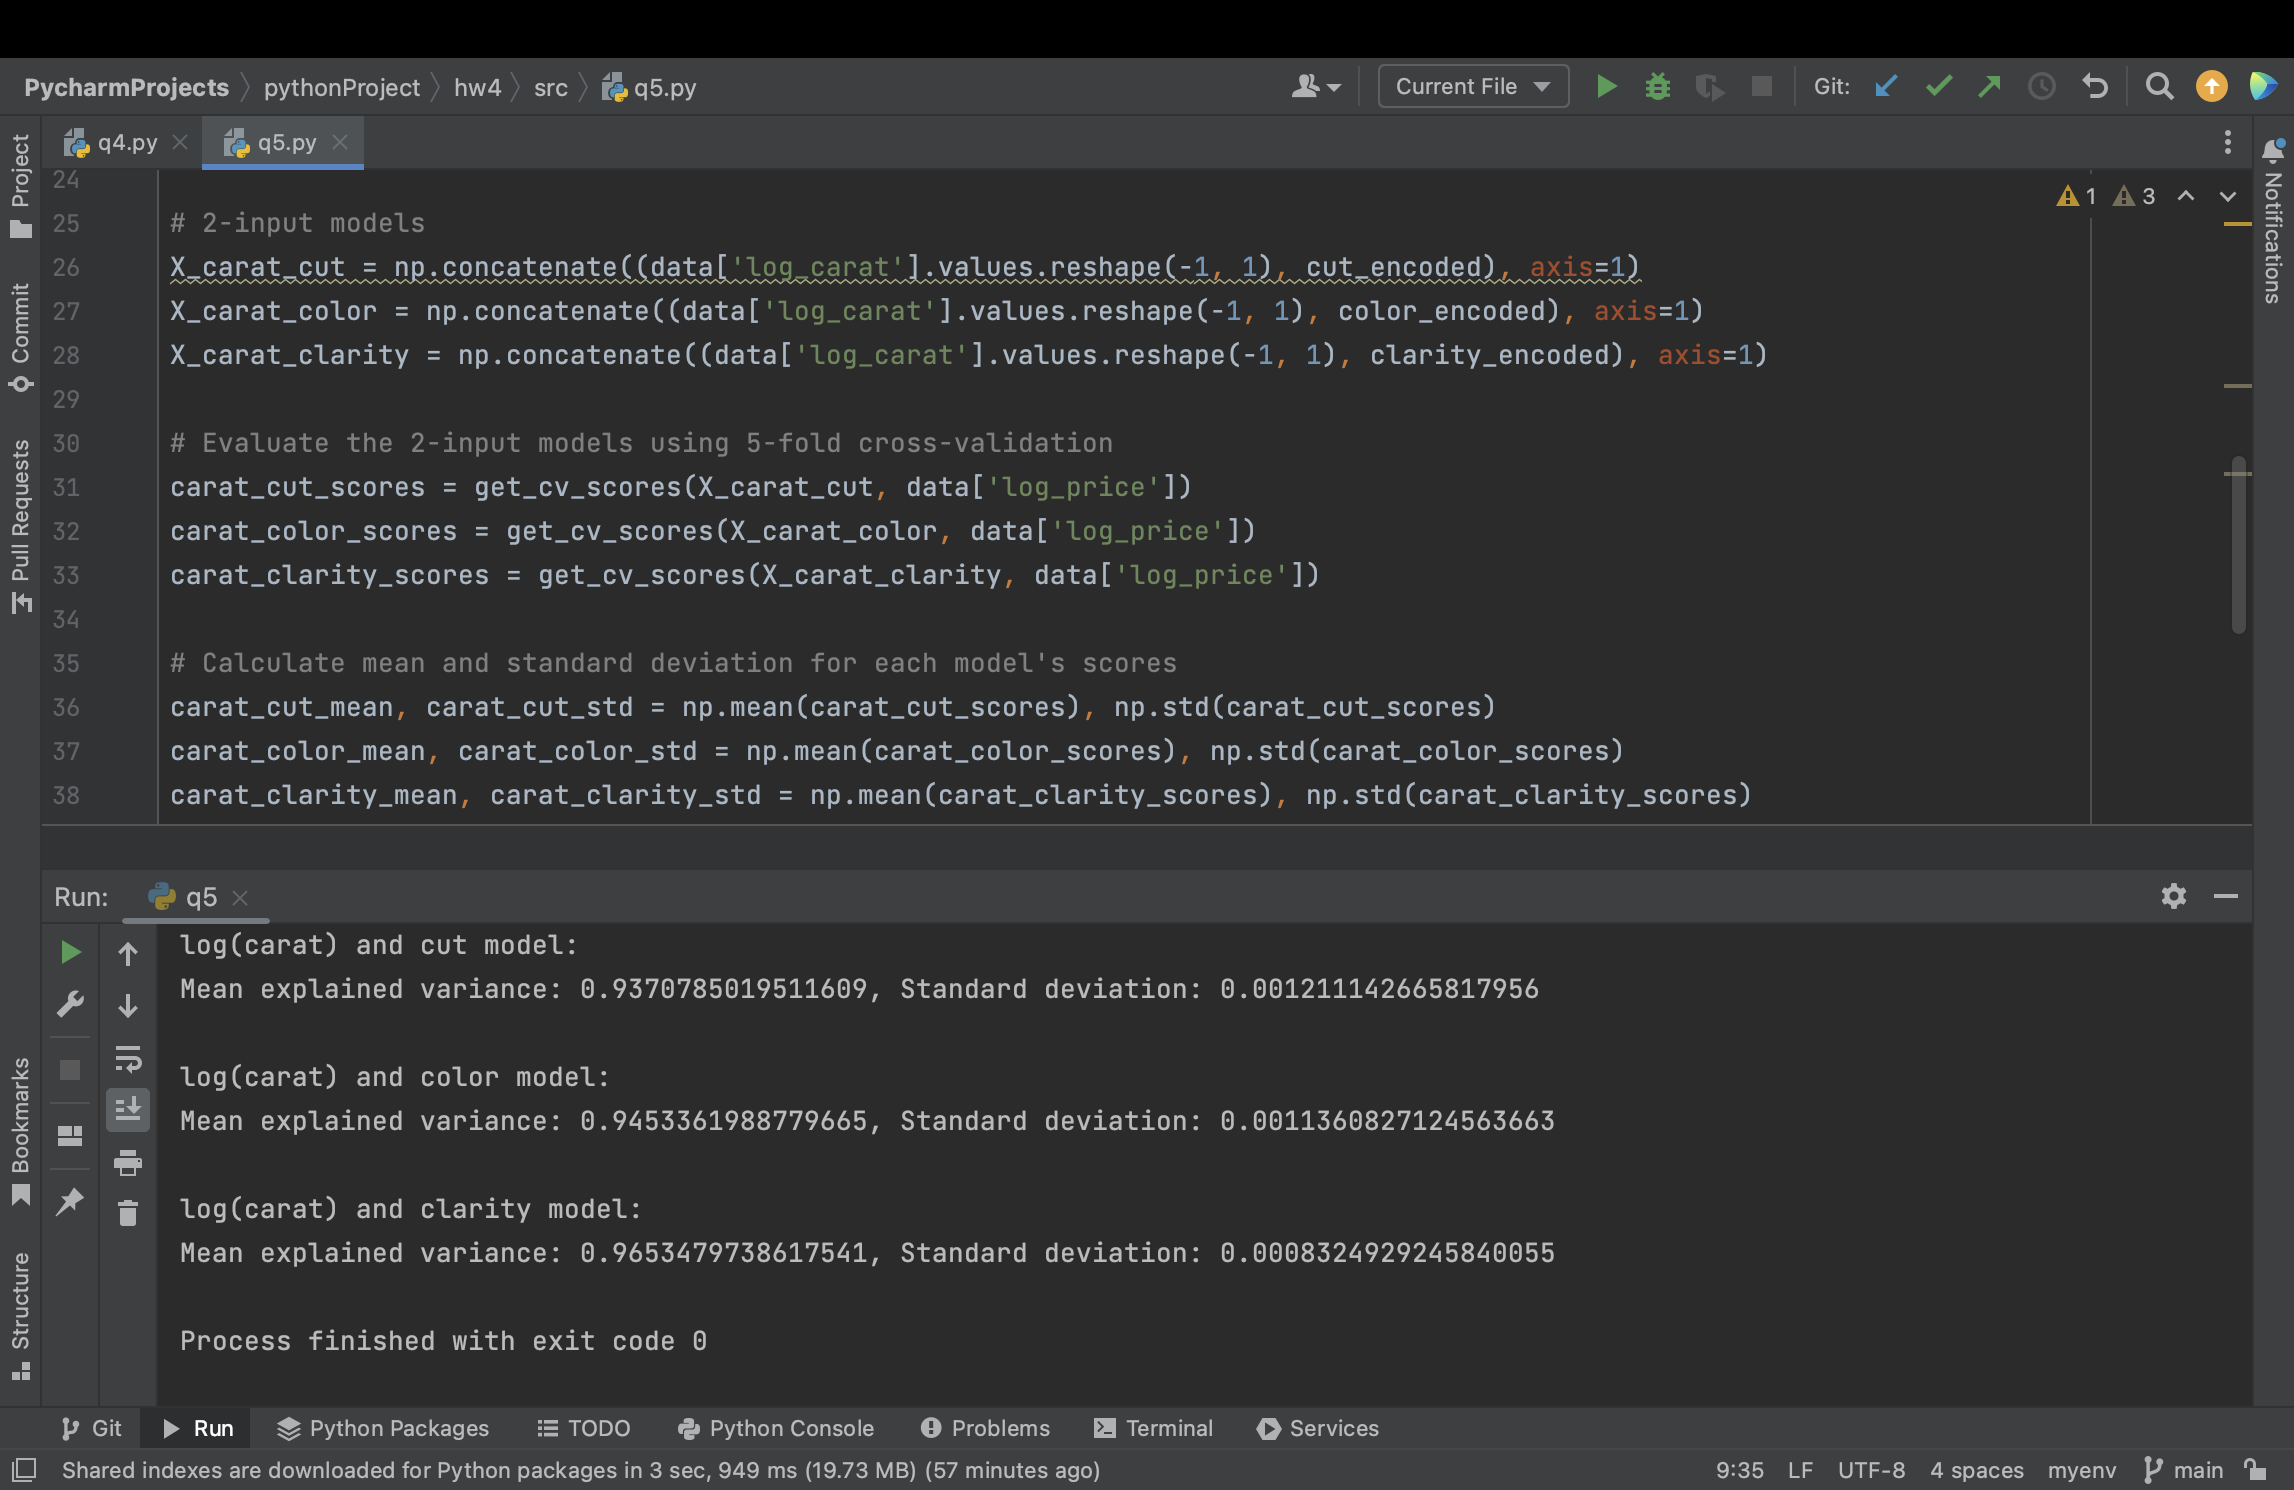 PycharmProjects pythonProject hw4 src q5.py Current File Git:
q4.py q5.py
Project
Commit
Pull Requests
Bookmarks
Structure
Notifications
1 3
24
25 # 2-input models
26 X_carat_cut = np.concatenate((data['log_carat'].values.reshape(-1, 1), cut_encoded), axis=1)
27 X_carat_color = np.concatenate((data['log_carat'].values.reshape(-1, 1), color_encoded), axis=1)
28 X_carat_clarity = np.concatenate((data['log_carat'].values.reshape(-1, 1), clarity_encoded), axis=1)
29
30 # Evaluate the 2-input models using 5-fold cross-validation
31 carat_cut_scores = get_cv_scores(X_carat_cut, data['log_price'])
32 carat_color_scores = get_cv_scores(X_carat_color, data['log_price'])
33 carat_clarity_scores = get_cv_scores(X_carat_clarity, data['log_price'])
34
35 # Calculate mean and standard deviation for each model's scores
36 carat_cut_mean, carat_cut_std = np.mean(carat_cut_scores), np.std(carat_cut_scores)
37 carat_color_mean, carat_color_std = np.mean(carat_color_scores), np.std(carat_color_scores)
38 carat_clarity_mean, carat_clarity_std = np.mean(carat_clarity_scores), np.std(carat_clarity_scores)
Run: q5
log(carat) and cut model:
Mean explained variance: 0.9370785019511609, Standard deviation: 0.001211142665817956
log(carat) and color model:
Mean explained variance: 0.9453361988779665, Standard deviation: 0.0011360827124563663
log(carat) and clarity model:
Mean explained variance: 0.9653479738617541, Standard deviation: 0.0008324929245840055
Process finished with exit code 0
Git Run Python Packages TODO Python Console Problems Terminal Services
Shared indexes are downloaded for Python packages in 3 sec, 949 ms (19.73 MB) (57 minutes ago) 9:35 LF UTF-8 4 spaces myenv main